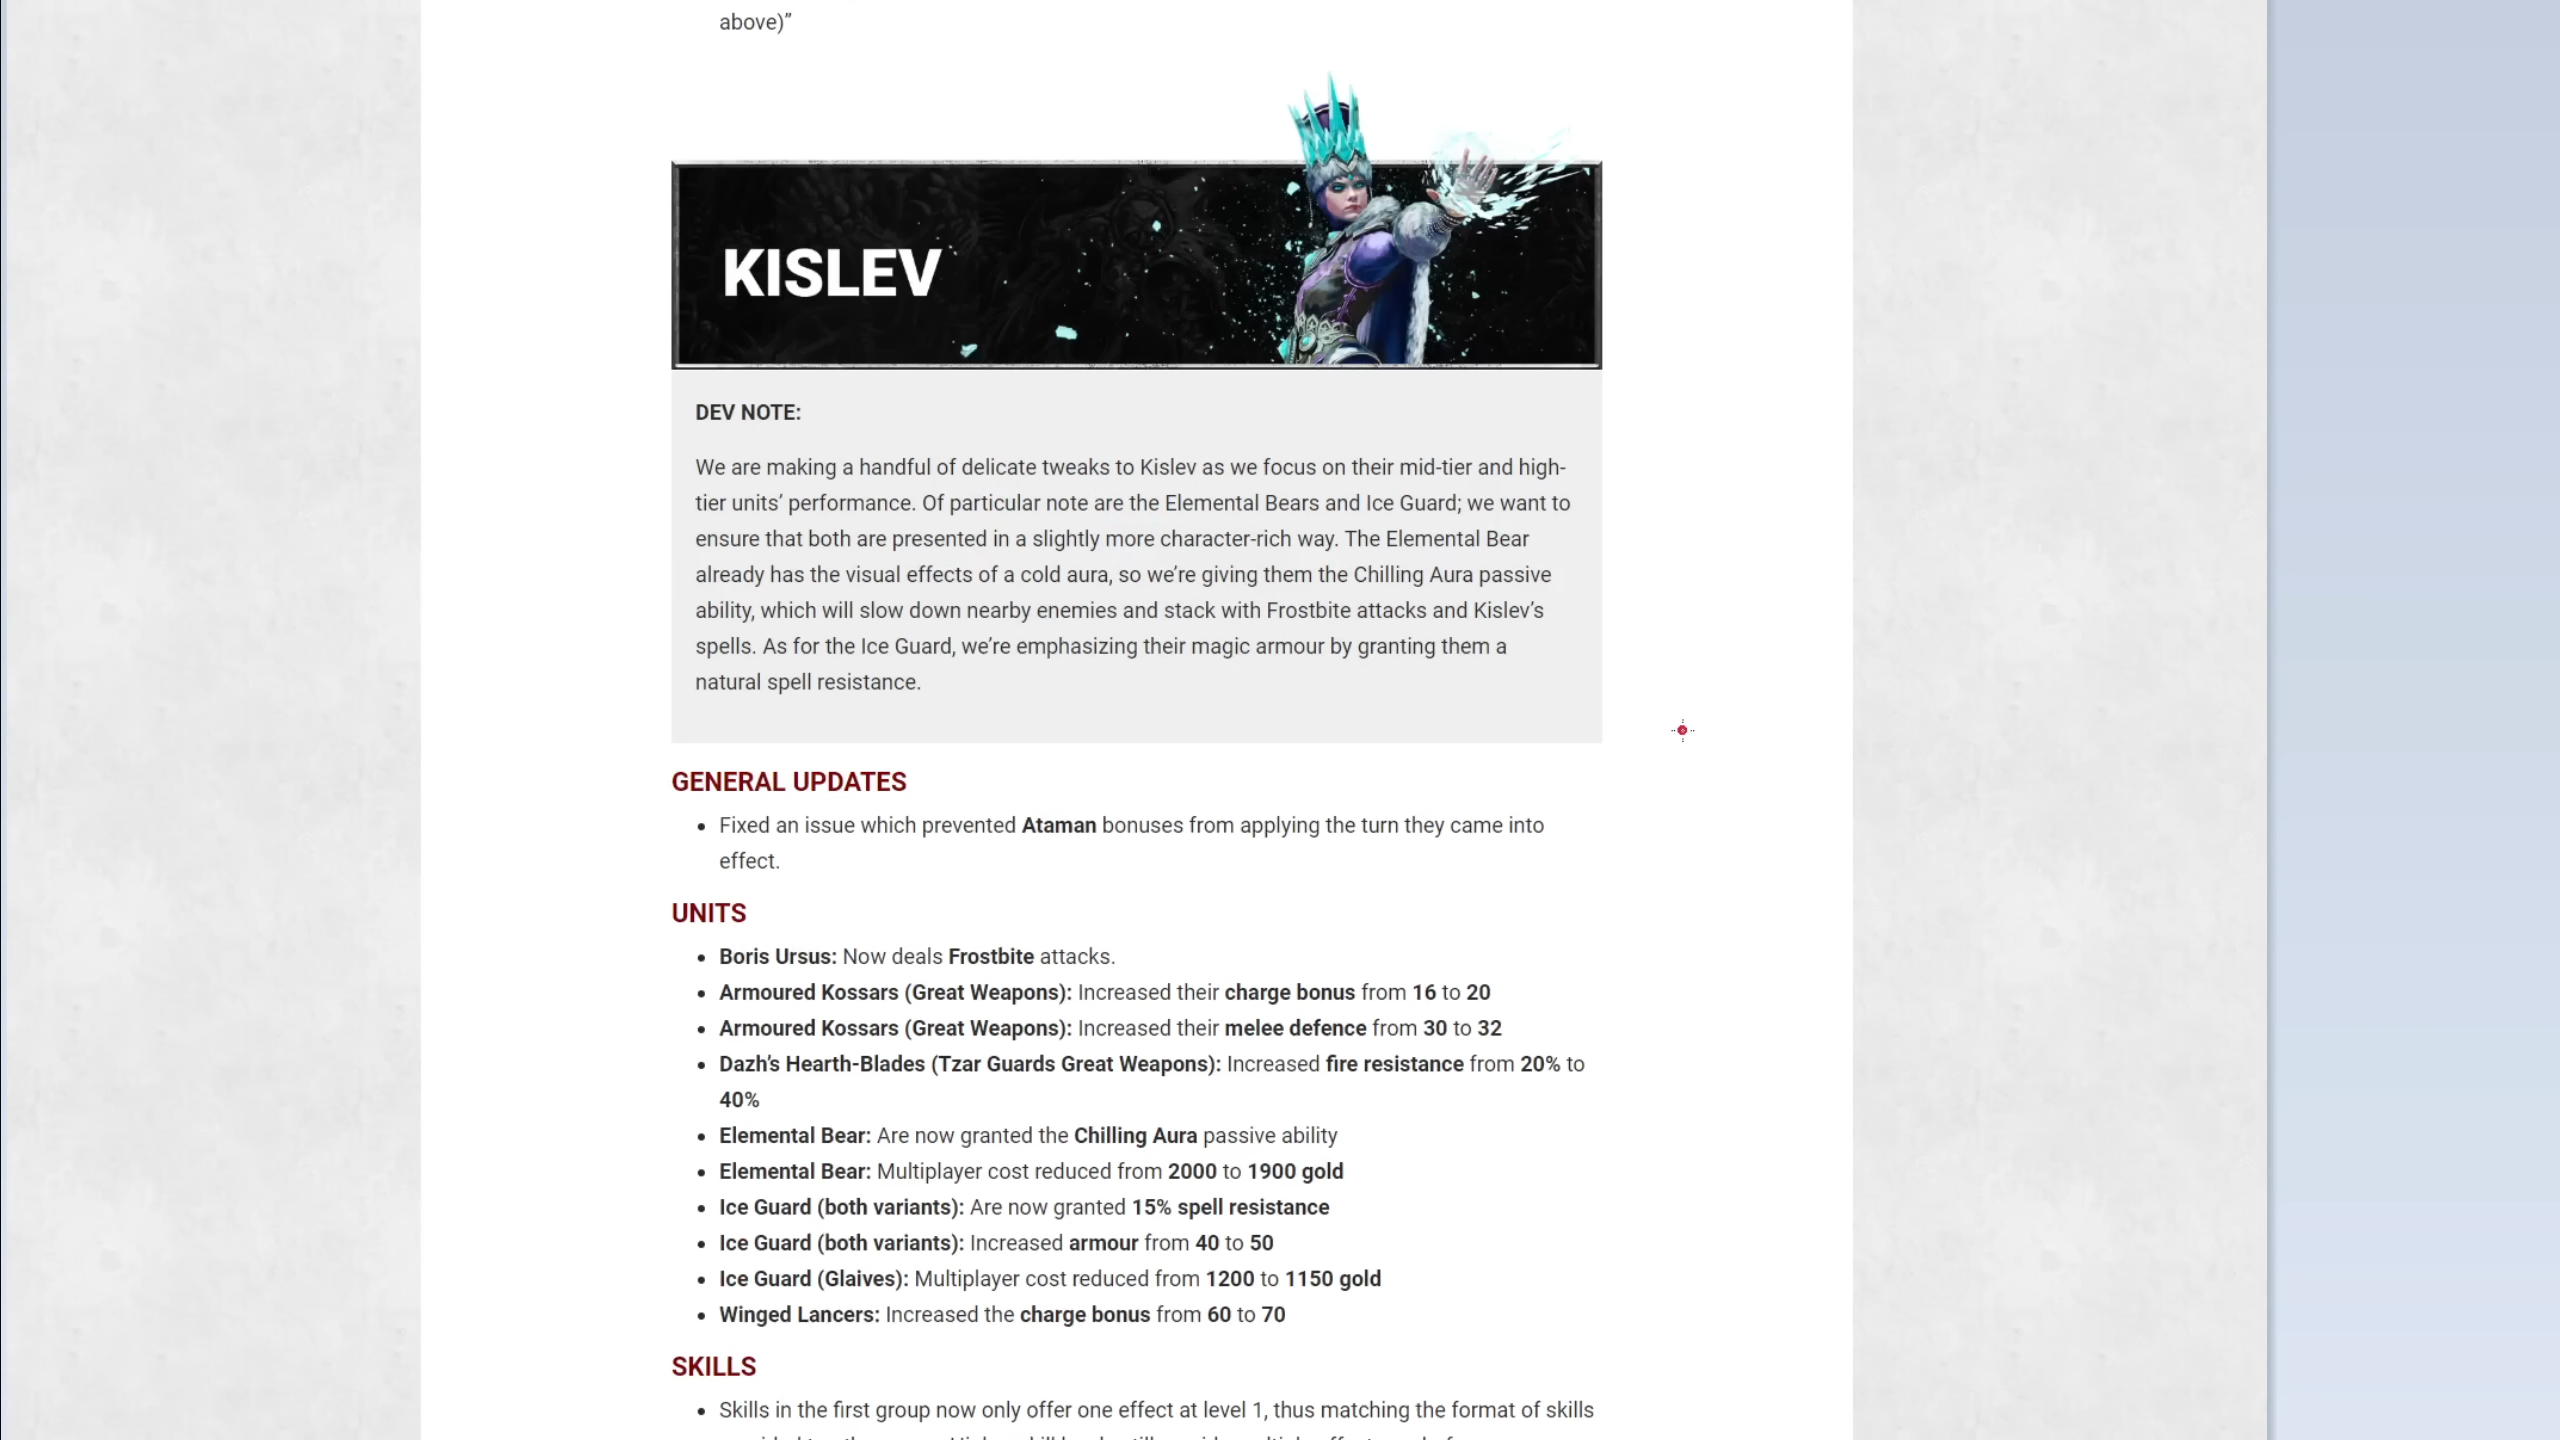 above)”
KISLEV
DEV NOTE:
We are making a handful of delicate tweaks to Kislev as we focus on their mid-tier and high-
tier units’ performance. Of particular note are the Elemental Bears and Ice Guard; we want to
ensure that both are presented in a slightly more character-rich way. The Elemental Bear
already has the visual effects of a cold aura, so we’re giving them the Chilling Aura passive
ability, which will slow down nearby enemies and stack with Frostbite attacks and Kislev’s
spells. As for the Ice Guard, we’re emphasizing their magic armour by granting them a
natural spell resistance.
GENERAL UPDATES
• Fixed an issue which prevented Ataman bonuses from applying the turn they came into
effect.
UNITS
• Boris Ursus: Now deals Frostbite attacks.
• Armoured Kossars (Great Weapons): Increased their charge bonus from 16 to 20
• Armoured Kossars (Great Weapons): Increased their melee defence from 30 to 32
• Dazh’s Hearth-Blades (Tzar Guards Great Weapons): Increased fire resistance from 20% to
40%
• Elemental Bear: Are now granted the Chilling Aura passive ability
• Elemental Bear: Multiplayer cost reduced from 2000 to 1900 gold
• Ice Guard (both variants): Are now granted 15% spell resistance
• Ice Guard (both variants): Increased armour from 40 to 50
• Ice Guard (Glaives): Multiplayer cost reduced from 1200 to 1150 gold
• Winged Lancers: Increased the charge bonus from 60 to 70
SKILLS
• Skills in the first group now only offer one effect at level 1, thus matching the format of skills